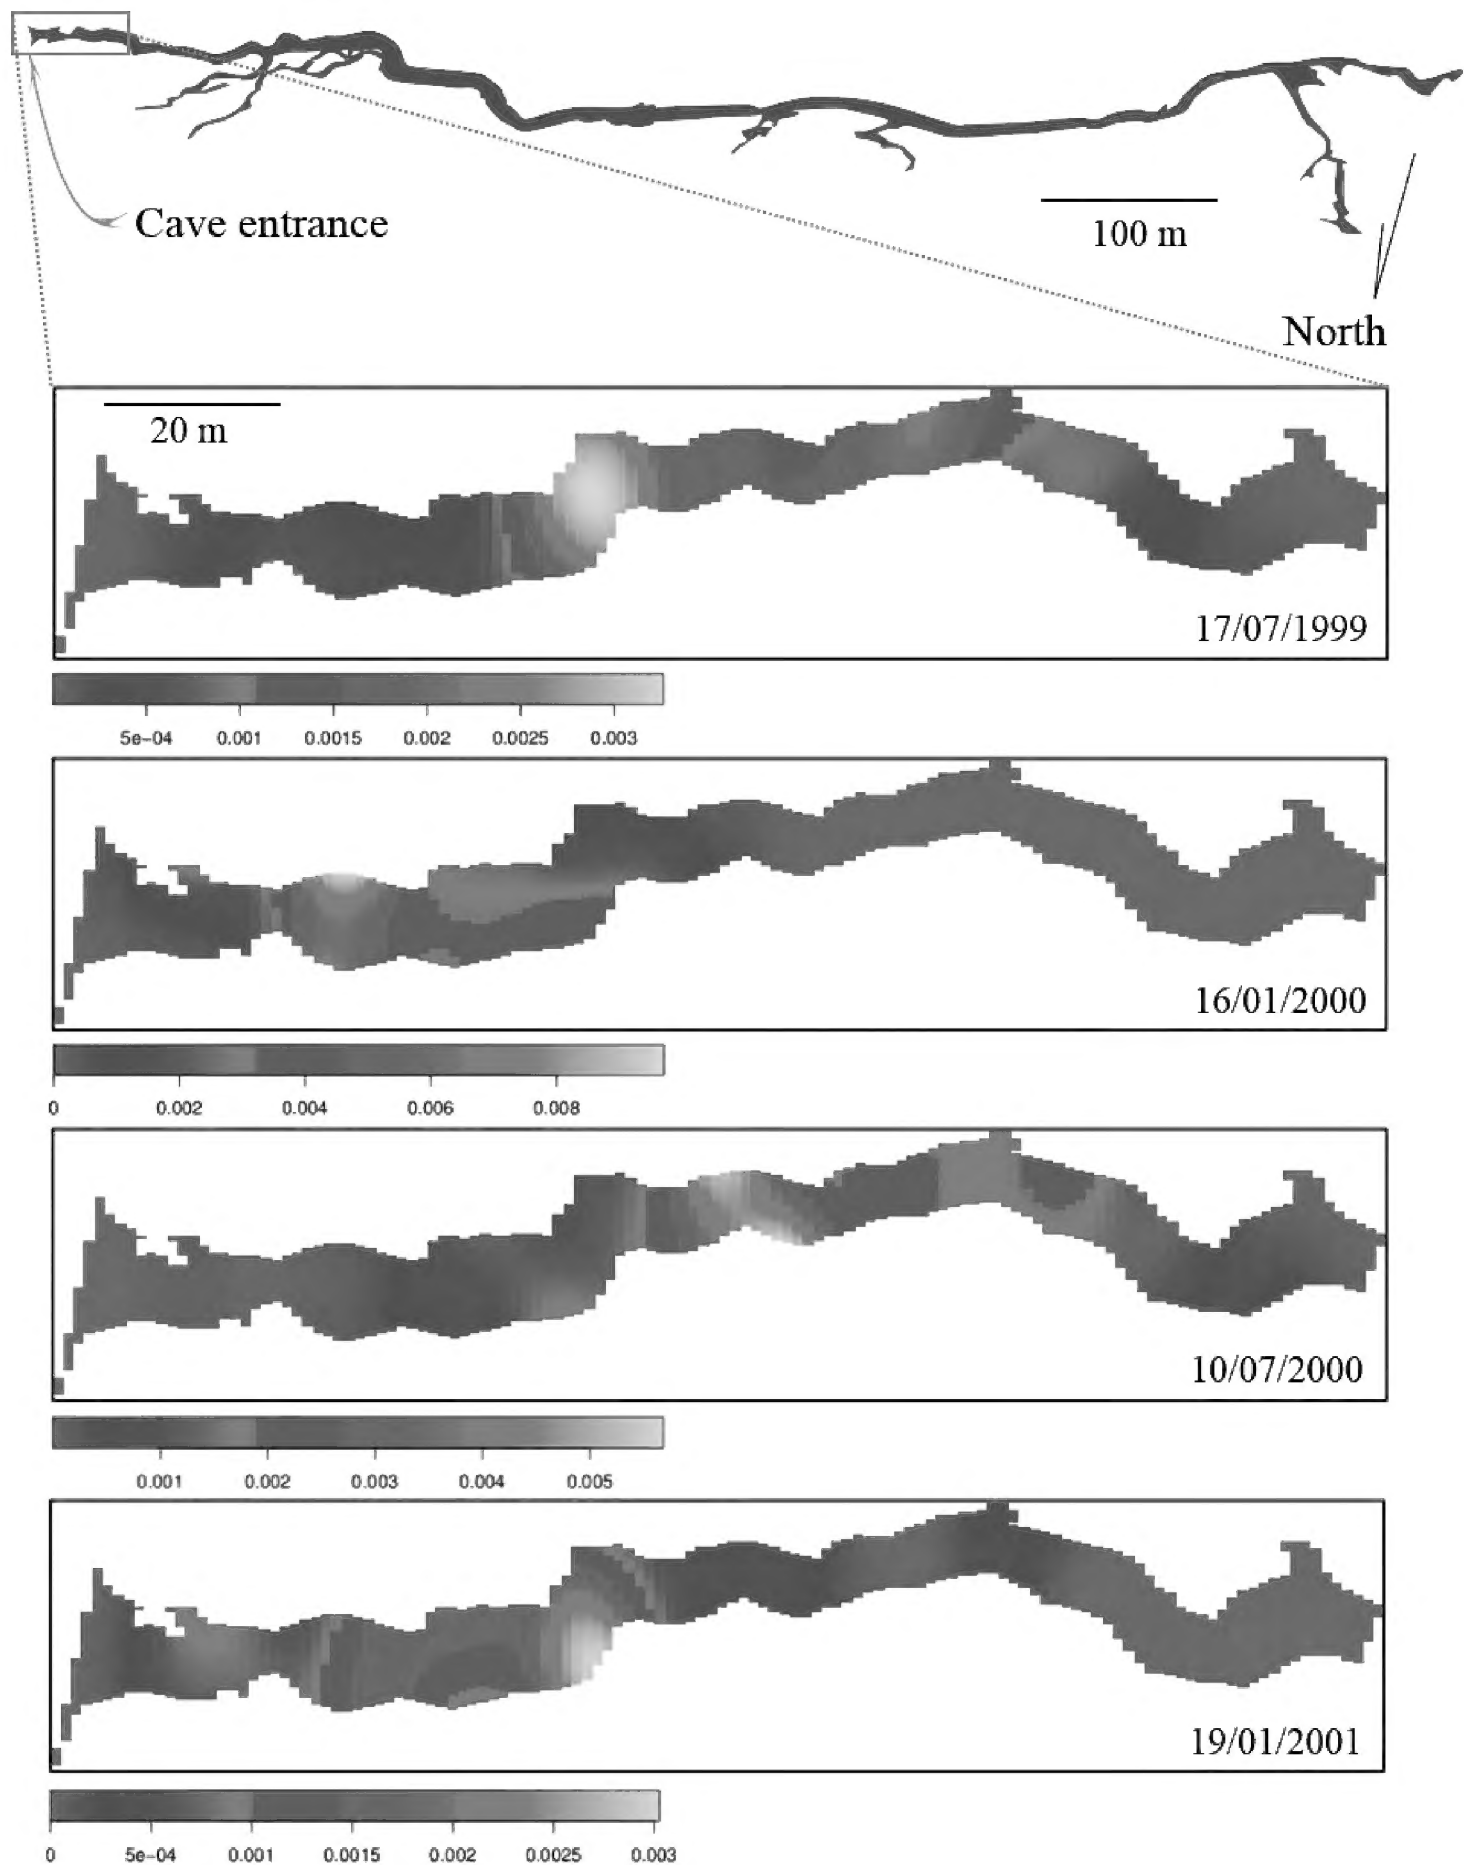 Cave entrance
100 m
North
20 m
17/07/1999
5e-04 0.001 0.0015 0.002 0.0025 0.003
16/01/2000
0 0.002 0.004 0.006 0.008
10/07/2000
0.001 0.002 0.003 0.004 0.005
19/01/2001
0 5e-04 0.001 0.0015 0.002 0.0025 0.003